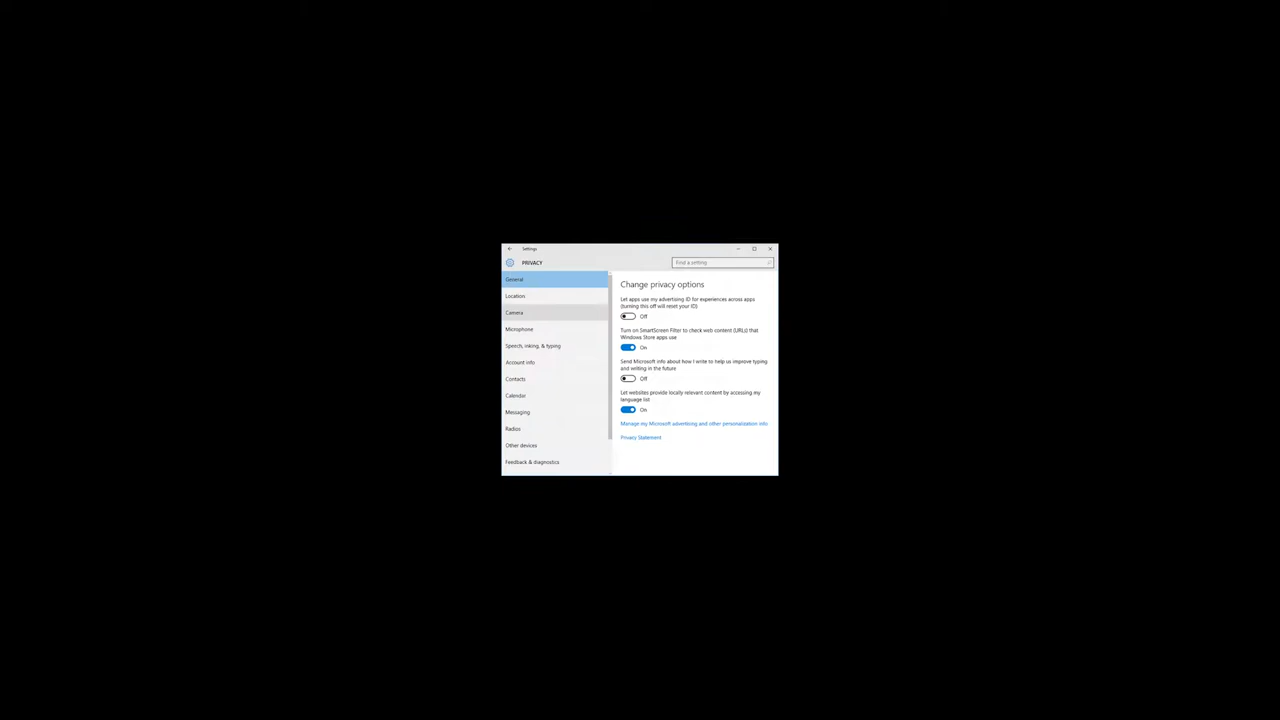 Settings
PRIVACY
Find a setting
General
Location
Camera
Microphone
Speech, inking, & typing
Account info
Contacts
Calendar
Messaging
Radios
Other devices
Feedback & diagnostics
Change privacy options
Let apps use my advertising ID for experiences across apps
(turning this off will reset your ID)
Off
Turn on SmartScreen Filter to check web content (URLs) that
Windows Store apps use
On
Send Microsoft info about how I write to help us improve typing
and writing in the future
Off
Let websites provide locally relevant content by accessing my
language list
On
Manage my Microsoft advertising and other personalization info
Privacy Statement